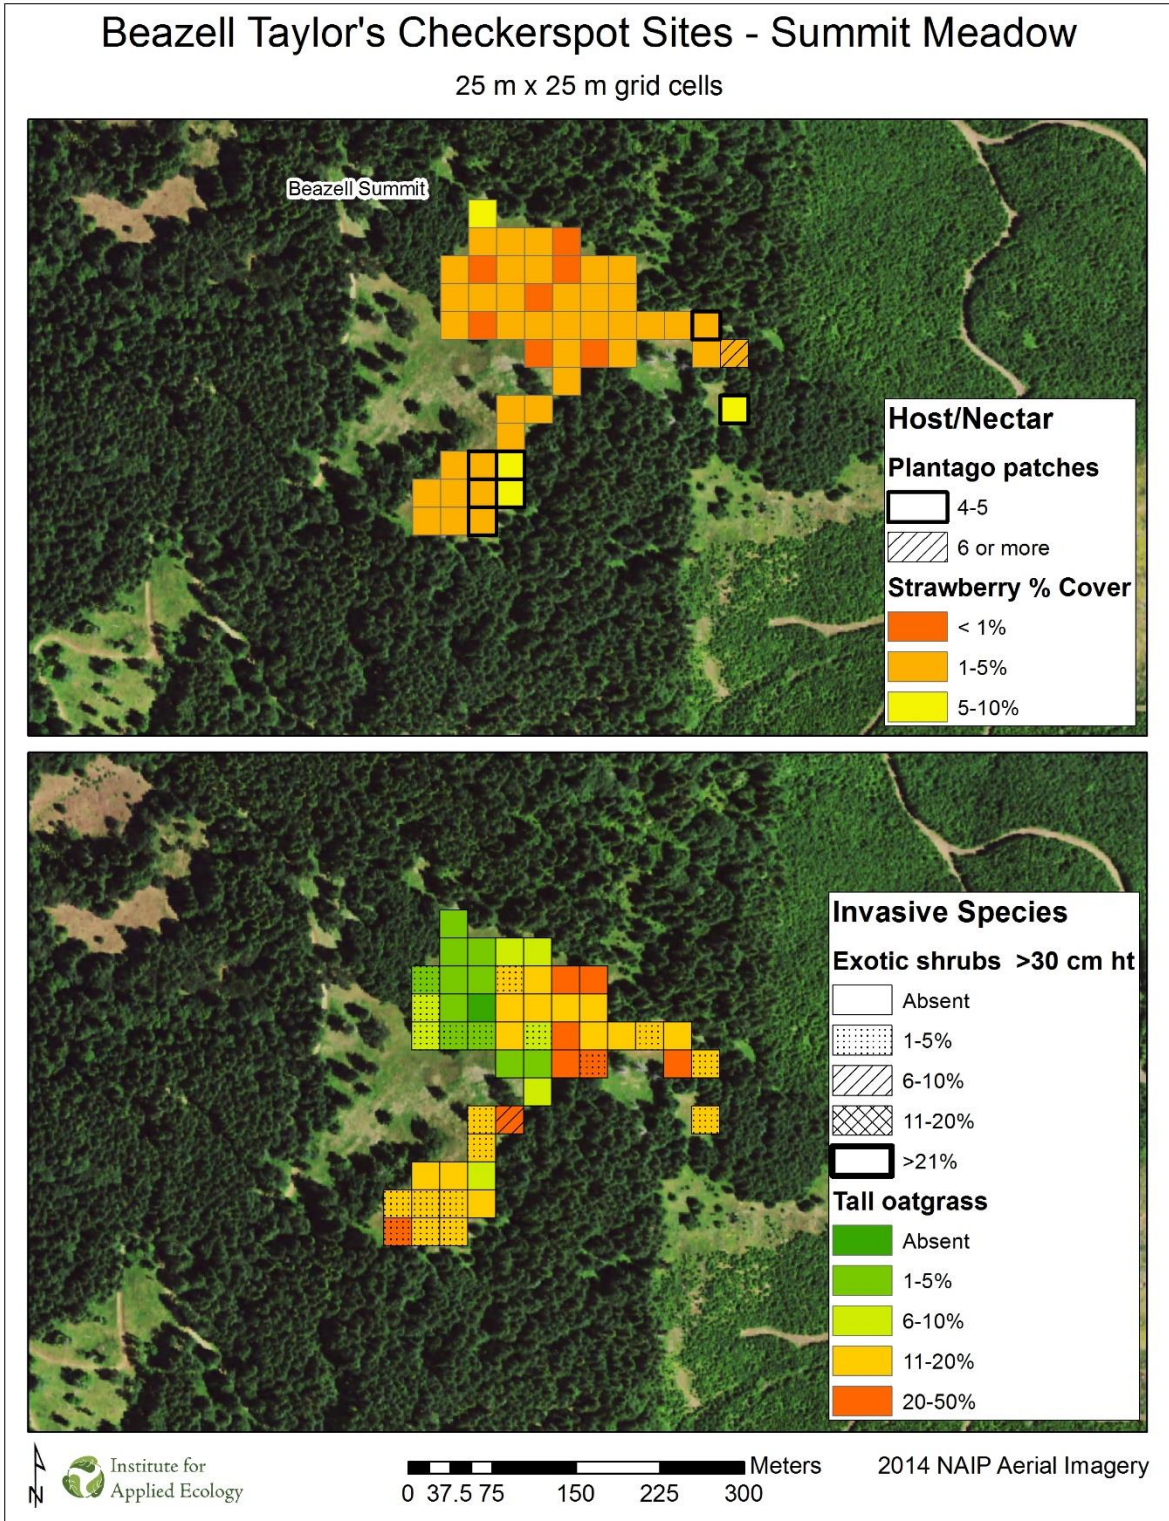 Beazell Taylor's Checkerspot Sites - Summit Meadow
25 m x 25 m grid cells
Beazell Summit
Host/Nectar
Plantago patches
4-5
6 or more
Strawberry % Cover
< 1%
1-5%
5-10%
Invasive Species
Exotic shrubs >30 cm ht
Absent
1-5%
6-10%
11-20%
>21%
Tall oatgrass
Absent
1-5%
6-10%
11-20%
20-50%
N
Institute for
Applied Ecology
Meters
0 37.5 75 150 225 300
2014 NAIP Aerial Imagery